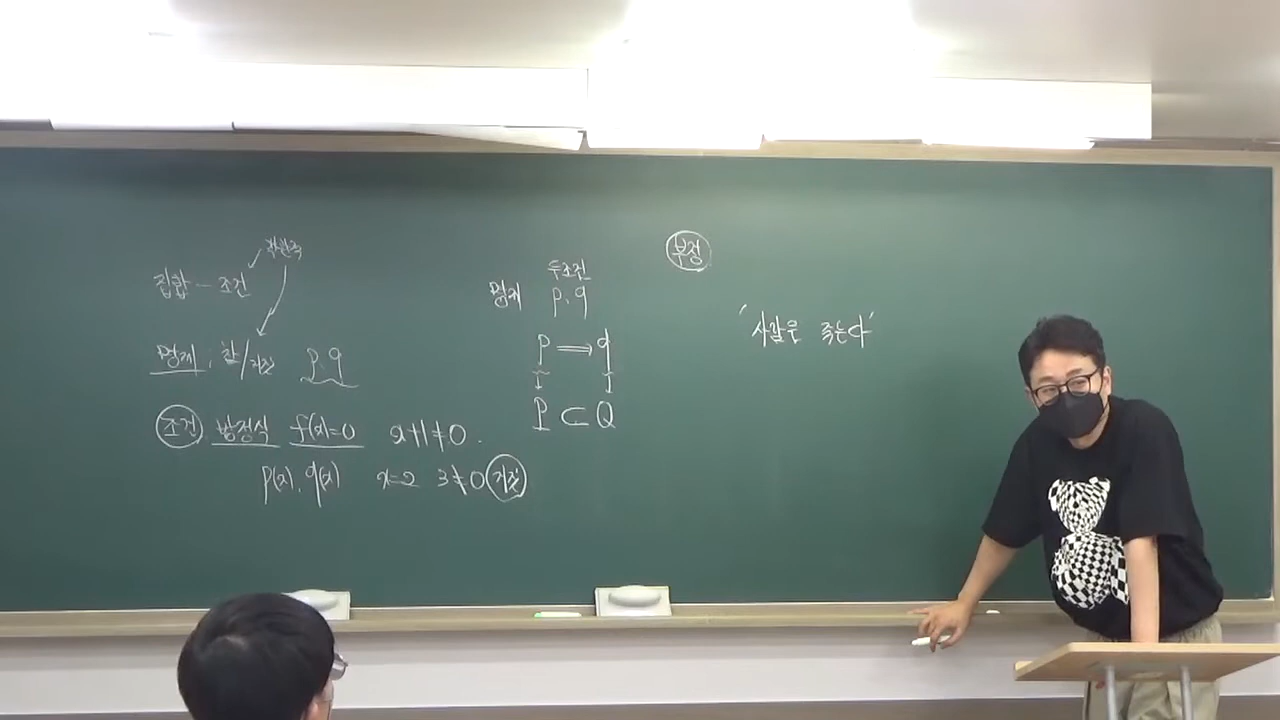 집합 - 조건
명제 : 참/거짓 p, q
조건 방정식 f(x)=0 x+1≠0.
p(x), q(x) x=2 3≠0 거짓
두조건
명제 p, q
p ⟹ q
P ⊂ Q
부정
'사람은 죽는다'